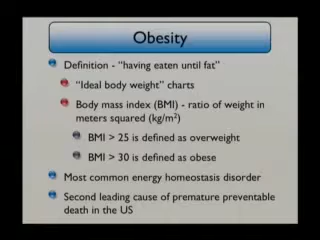 Obesity
Definition - “having eaten until fat”
“Ideal body weight” charts
Body mass index (BMI) - ratio of weight in
meters squared (kg/m²)
BMI > 25 is defined as overweight
BMI > 30 is defined as obese
Most common energy homeostasis disorder
Second leading cause of premature preventable
death in the US